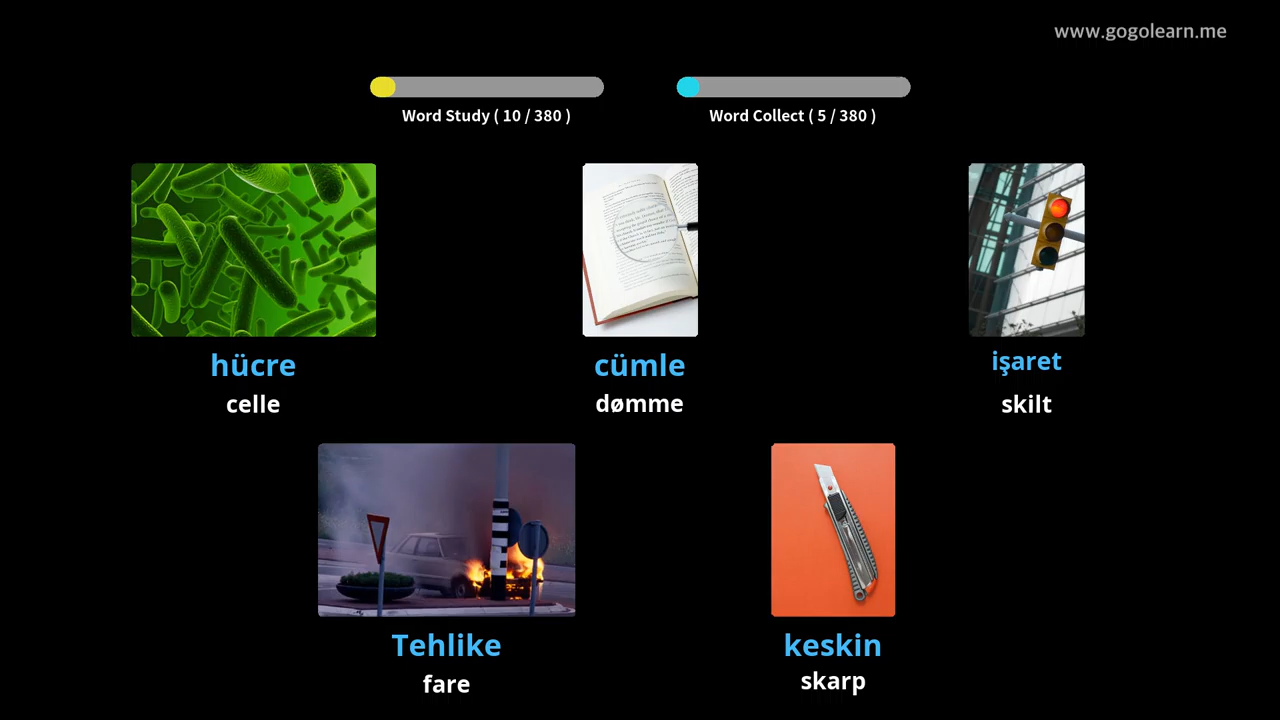 www.gogolearn.me
Word Study ( 10 / 380 )
Word Collect ( 5 / 380 )
hücre
cümle
işaret
celle
dømme
skilt
Tehlike
keskin
fare
skarp